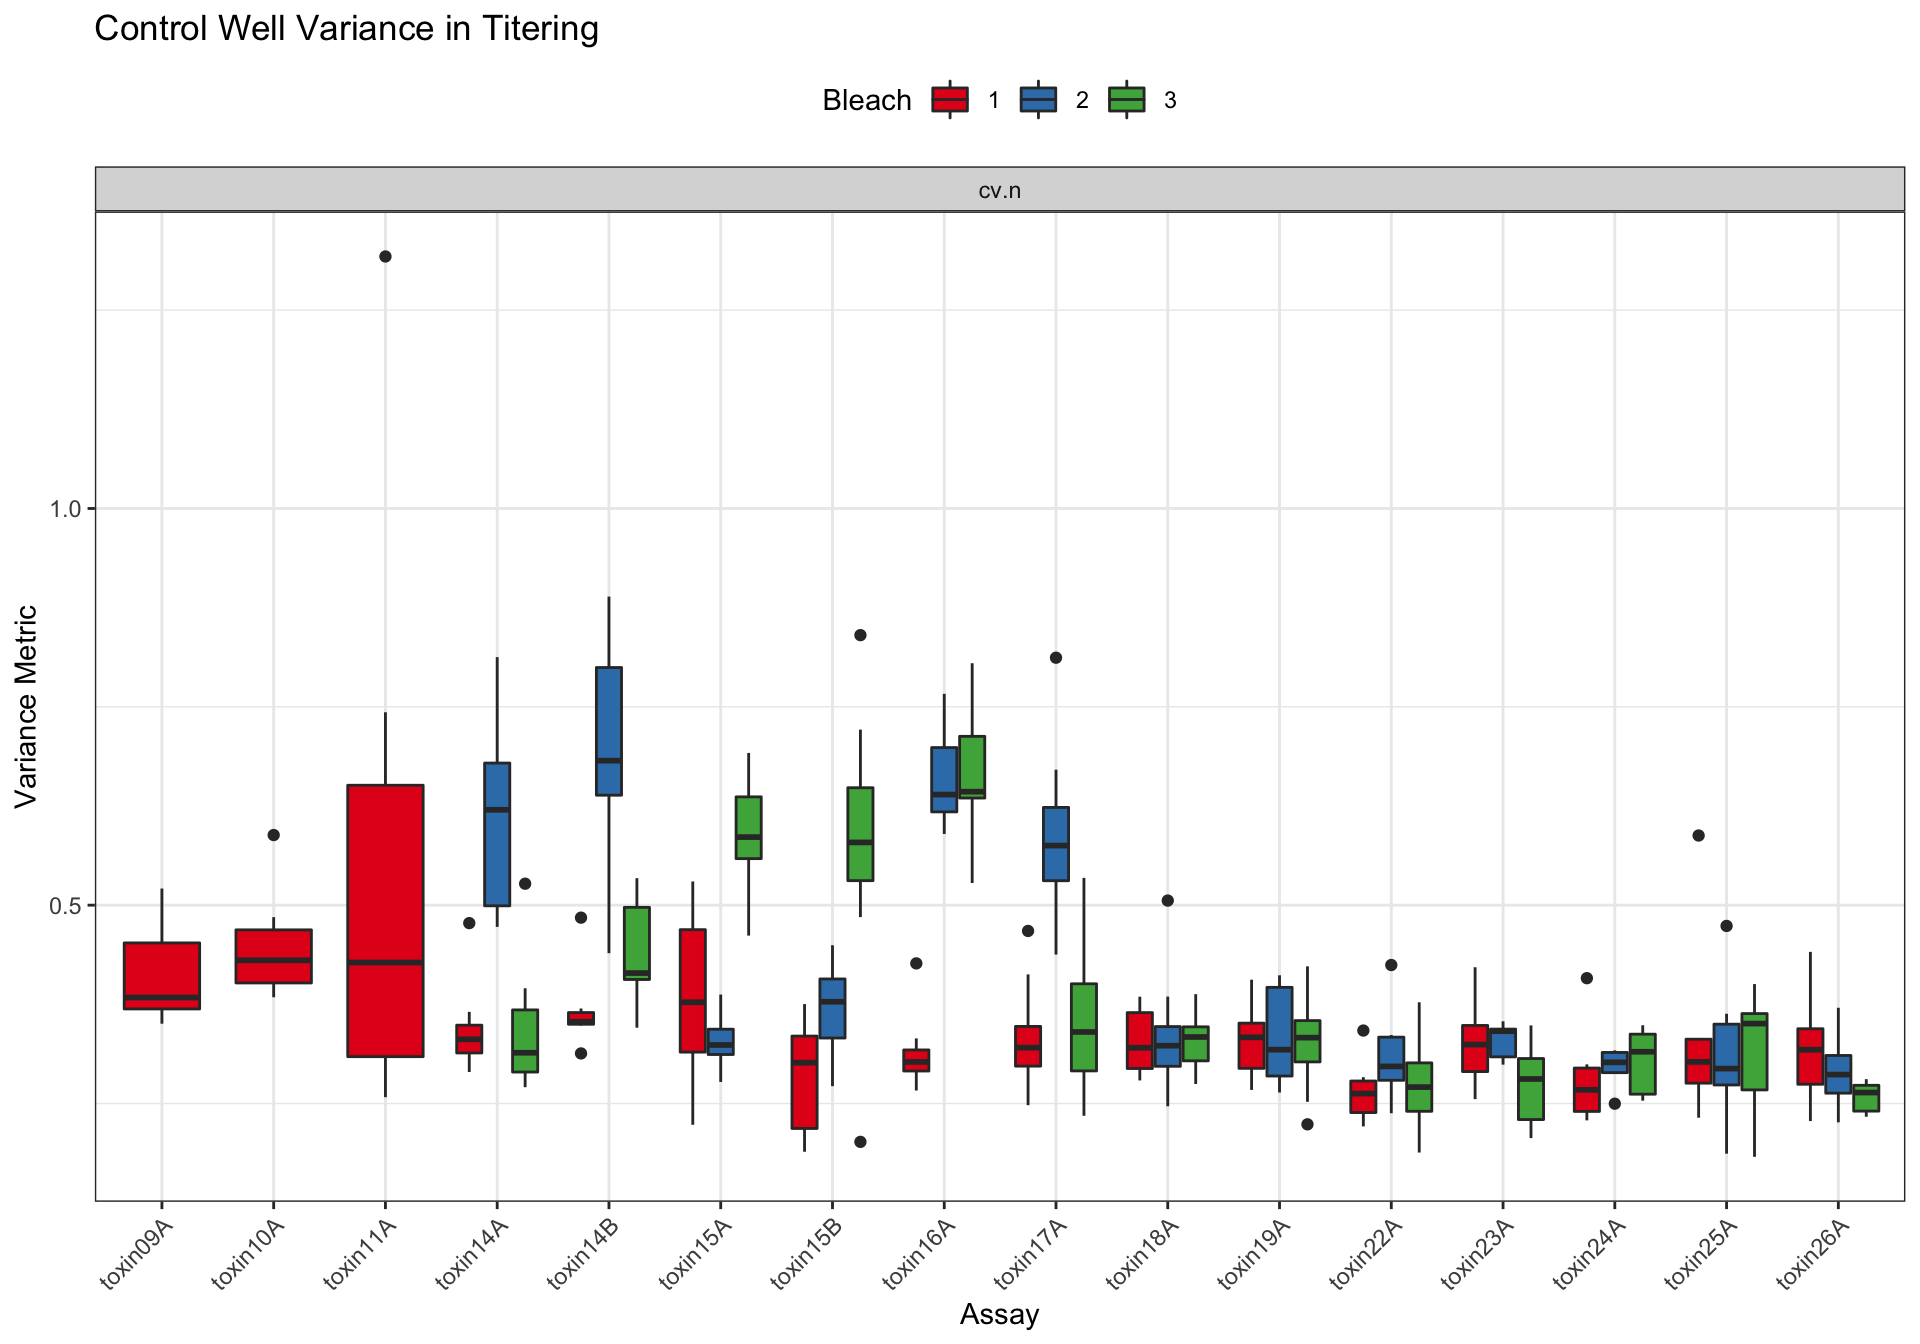 Control Well Variance in Titering
Bleach 1 2 3
cv.n
1.0
0.5
Variance Metric
toxin09A toxin10A toxin11A toxin14A toxin14B toxin15A toxin15B toxin16A toxin17A toxin18A toxin19A toxin22A toxin23A toxin24A toxin25A toxin26A
Assay